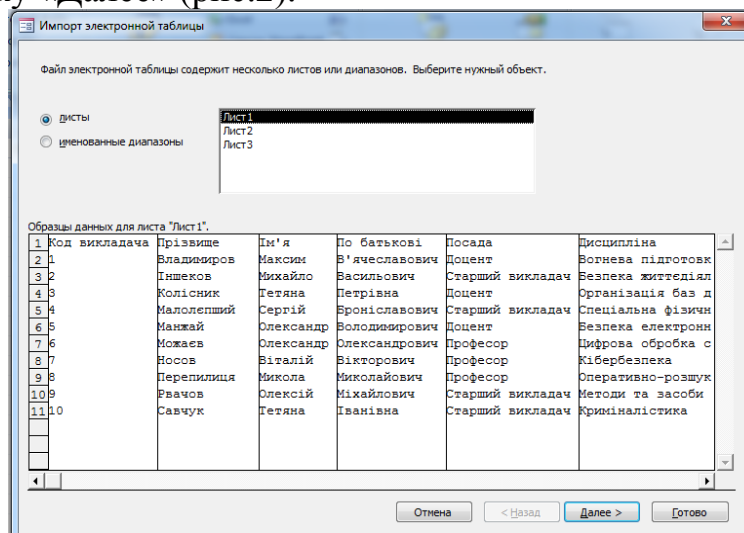 «Далее» (рис.2).
Импорт электронной таблицы
Файл электронной таблицы содержит несколько листов или диапазонов. Выберите нужный объект.
листы
именованные диапазоны
Лист1
Лист2
Лист3
Образцы данных для листа "Лист1".
1 Код викладача Прізвище Ім'я По батькові Посада Дисципліна
2 1 Владимиров Максим В'ячеславович Доцент Вогнева підготовк
3 2 Іншеков Михайло Васильович Старший викладач Безпека життєдіял
4 3 Колісник Тетяна Петрівна Доцент Організація баз д
5 4 Малолєпший Сергій Броніславович Старший викладач Спеціальна фізичн
6 5 Манжай Олександр Володимирович Доцент Безпека електронн
7 6 Можаєв Олександр Олександрович Професор Цифрова обробка с
8 7 Носов Віталій Вікторович Професор Кібербезпека
9 8 Перепилиця Микола Миколайович Професор Оперативно-розшук
10 9 Рвачов Олексій Міхайлович Старший викладач Методи та засоби
11 10 Савчук Тетяна Іванівна Старший викладач Криміналістика
Отмена < Назад Далее > Готово